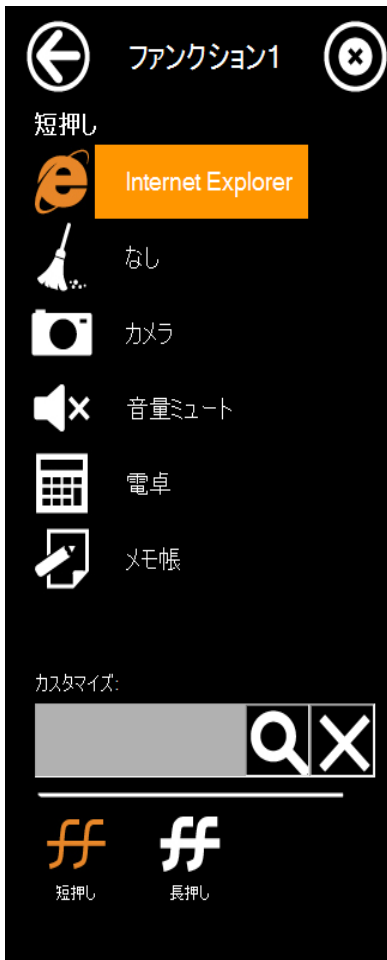 ファンクション1
短押し
Internet Explorer
なし
カメラ
音量ミュート
電卓
メモ帳
カスタマイズ:
短押し
長押し